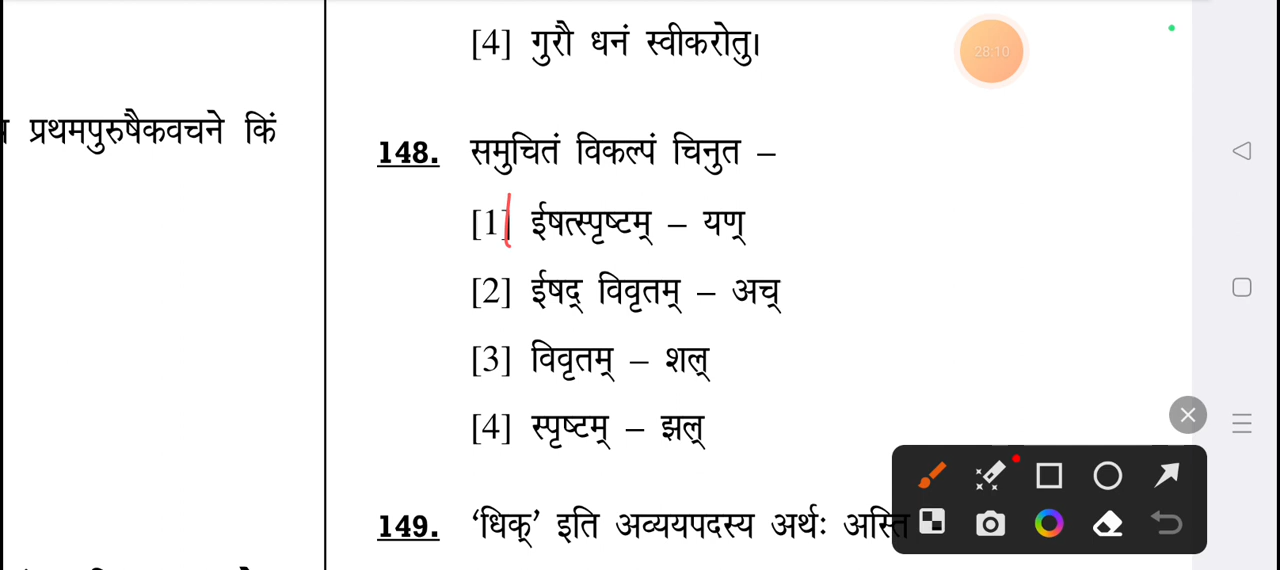 [4] गुरौ धनं स्वीकरोतु।
28:10
प्रथमपुरुषैकवचने किं
148. समुचितं विकल्पं चिनुत –
[1] ईषत्स्पृष्टम् – यण्
[2] ईषद् विवृतम् – अच्
[3] विवृतम् – शल्
[4] स्पृष्टम् – झल्
149. ‘धिक्’ इति अव्ययपदस्य अर्थः अस्ति